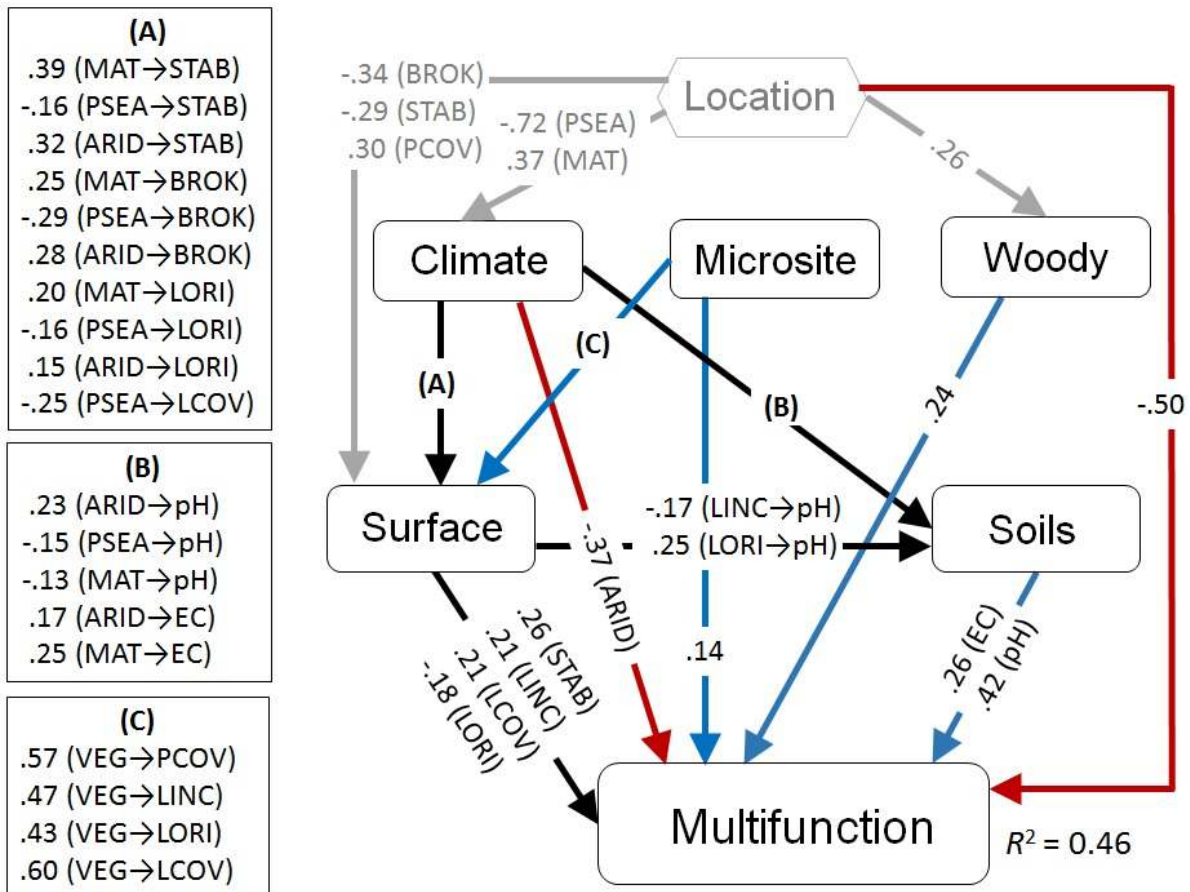 (A)
.39 (MAT→STAB)
-.16 (PSEA→STAB)
.32 (ARID→STAB)
.25 (MAT→BROK)
-.29 (PSEA→BROK)
.28 (ARID→BROK)
.20 (MAT→LORI)
-.16 (PSEA→LORI)
.15 (ARID→LORI)
-.25 (PSEA→LCOV)
(B)
.23 (ARID→pH)
-.15 (PSEA→pH)
-.13 (MAT→pH)
.17 (ARID→EC)
.25 (MAT→EC)
(C)
.57 (VEG→PCOV)
.47 (VEG→LINC)
.43 (VEG→LORI)
.60 (VEG→LCOV)
-.34 (BROK)
-.29 (STAB)
.30 (PCOV)
-.72 (PSEA)
.37 (MAT)
Location
.26
Climate
Microsite
Woody
(A)
(C)
(B)
.24
-.50
Surface
-.17 (LINC→pH)
.25 (LORI→pH)
Soils
-.37 (ARID)
.26 (STAB)
.21 (LINC)
.21 (LCOV)
-.18 (LORI)
.14
.26 (EC)
.42 (pH)
Multifunction
R² = 0.46